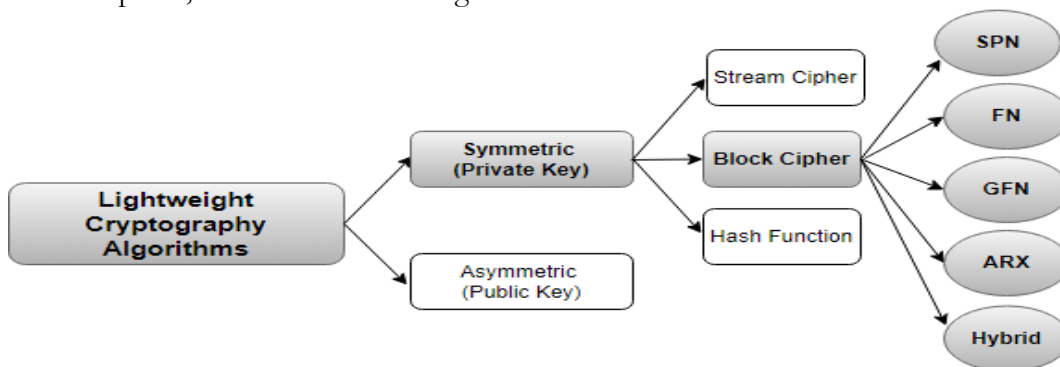 Lightweight
Cryptography
Algorithms
Symmetric
(Private Key)
Asymmetric
(Public Key)
Stream Cipher
Block Cipher
Hash Function
SPN
FN
GFN
ARX
Hybrid